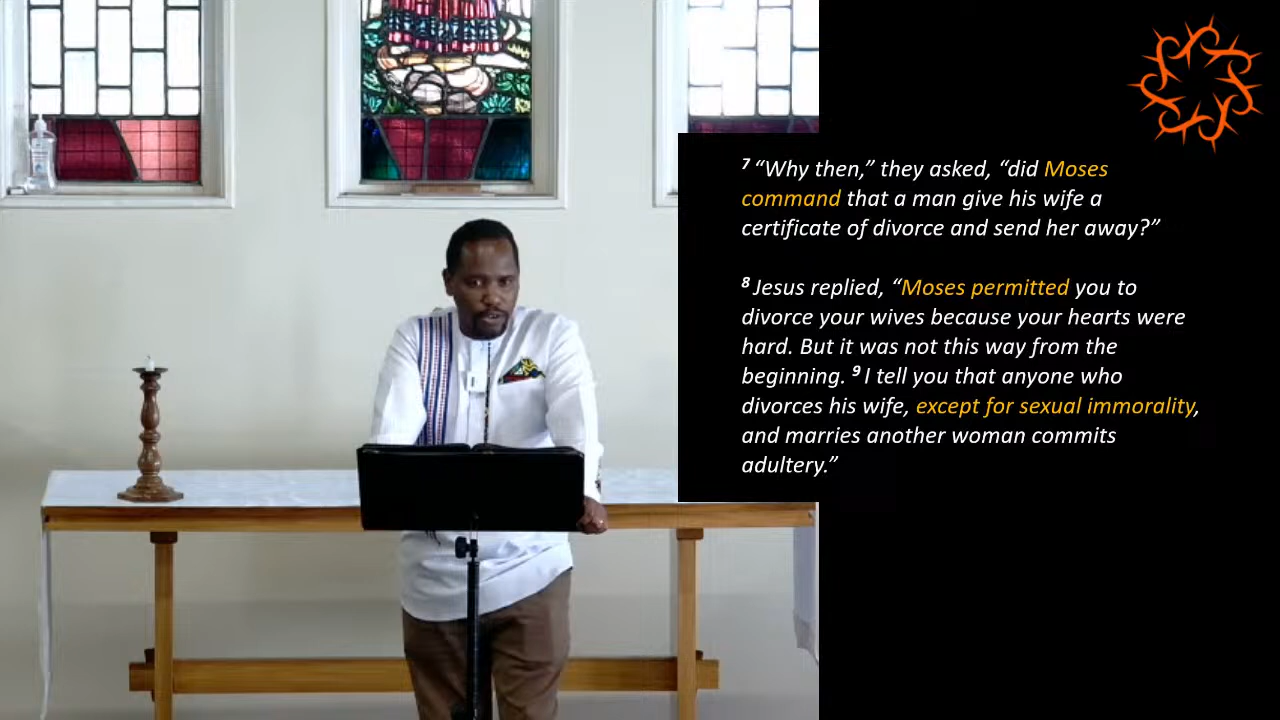 ⁷ “Why then,” they asked, “did Moses
command that a man give his wife a
certificate of divorce and send her away?”
⁸ Jesus replied, “Moses permitted you to
divorce your wives because your hearts were
hard. But it was not this way from the
beginning. ⁹ I tell you that anyone who
divorces his wife, except for sexual immorality,
and marries another woman commits
adultery.”